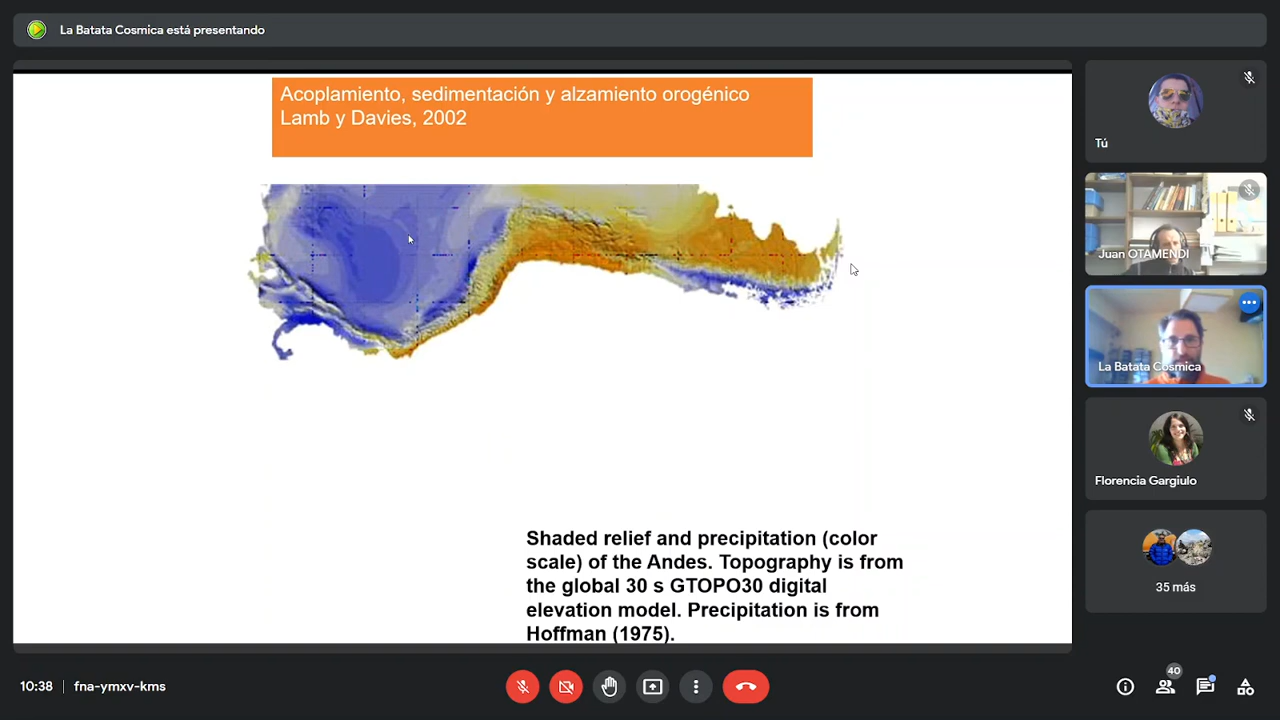 La Batata Cosmica está presentando
Acoplamiento, sedimentación y alzamiento orogénico
Lamb y Davies, 2002
Tú
Juan OTAMENDI
La Batata Cosmica
Florencia Gargiulo
35 más
Shaded relief and precipitation (color
scale) of the Andes. Topography is from
the global 30 s GTOPO30 digital
elevation model. Precipitation is from
Hoffman (1975).
10:38
fna-ymxv-kms
40